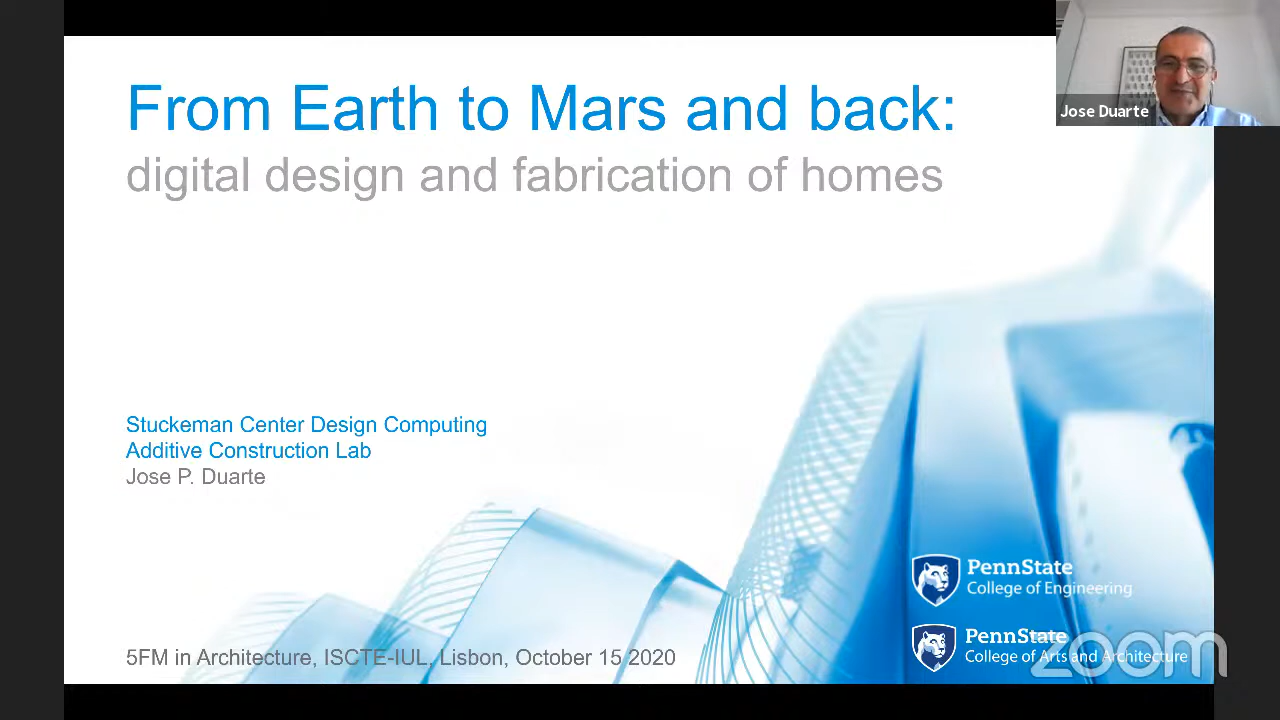 From Earth to Mars and back:
digital design and fabrication of homes
Jose Duarte
Stuckeman Center Design Computing
Additive Construction Lab
Jose P. Duarte
PennState
College of Engineering
PennState
College of Arts and Architecture
5FM in Architecture, ISCTE-IUL, Lisbon, October 15 2020
zoom